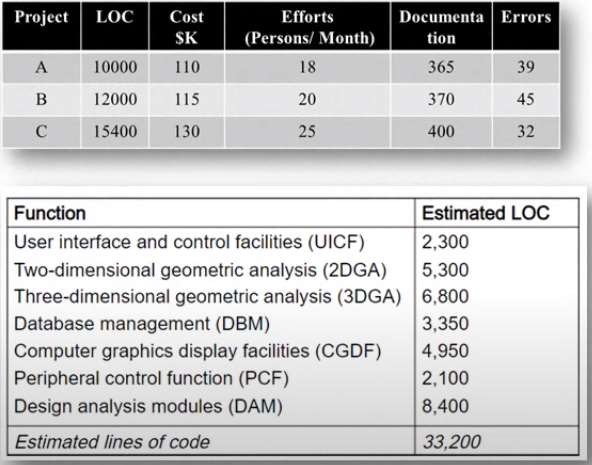 Project LOC Cost $K Efforts (Persons/ Month) Documenta tion Errors
A 10000 110 18 365 39
B 12000 115 20 370 45
C 15400 130 25 400 32
Function Estimated LOC
User interface and control facilities (UICF) 2,300
Two-dimensional geometric analysis (2DGA) 5,300
Three-dimensional geometric analysis (3DGA) 6,800
Database management (DBM) 3,350
Computer graphics display facilities (CGDF) 4,950
Peripheral control function (PCF) 2,100
Design analysis modules (DAM) 8,400
Estimated lines of code 33,200